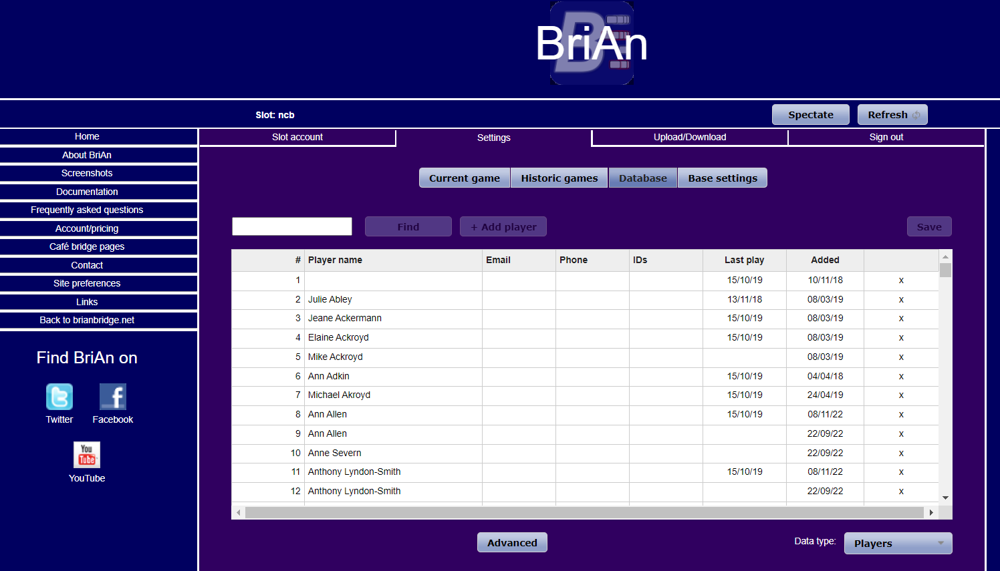 BriAn
Slot: ncb
Spectate
Refresh
Home
About BriAn
Screenshots
Documentation
Frequently asked questions
Account/pricing
Café bridge pages
Contact
Site preferences
Links
Back to brianbridge.net
Find BriAn on
Twitter
Facebook
You
Tube
YouTube
Slot account Settings Upload/Download Sign out
Current game Historic games Database Base settings
Find + Add player Save
# Player name Email Phone IDs Last play Added
1 15/10/19 10/11/18 x
2 Julie Abley 13/11/18 08/03/19 x
3 Jeane Ackermann 15/10/19 08/03/19 x
4 Elaine Ackroyd 15/10/19 08/03/19 x
5 Mike Ackroyd 08/03/19 x
6 Ann Adkin 15/10/19 04/04/18 x
7 Michael Akroyd 15/10/19 24/04/19 x
8 Ann Allen 15/10/19 08/11/22 x
9 Ann Allen 22/09/22 x
10 Anne Severn 22/09/22 x
11 Anthony Lyndon-Smith 15/10/19 08/11/22 x
12 Anthony Lyndon-Smith 22/09/22 x
Advanced
Data type: Players